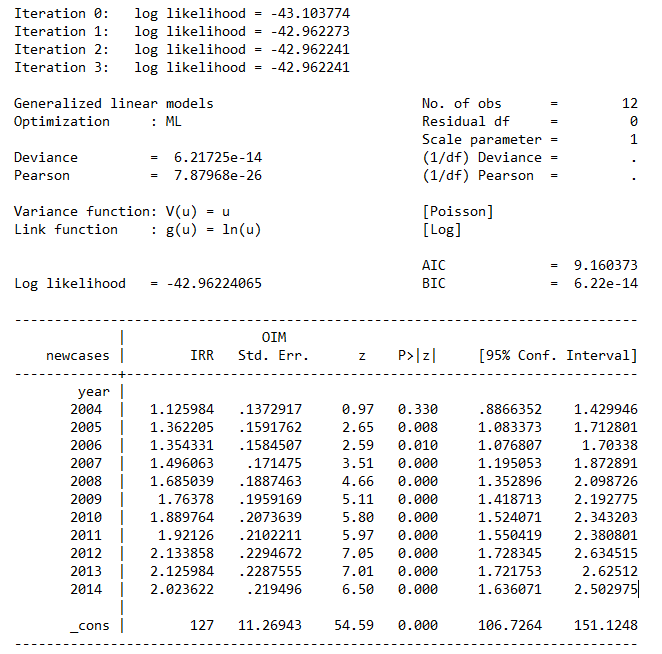 Iteration 0:   log likelihood = -43.103774
Iteration 1:   log likelihood = -42.962273
Iteration 2:   log likelihood = -42.962241
Iteration 3:   log likelihood = -42.962241
Generalized linear models                          No. of obs      =        12
Optimization     : ML                              Residual df     =         0
                                                   Scale parameter =         1
Deviance         =  6.21725e-14                    (1/df) Deviance =         .
Pearson          =  7.87968e-26                    (1/df) Pearson  =         .
Variance function: V(u) = u                        [Poisson]
Link function    : g(u) = ln(u)                    [Log]
                                                   AIC             =  9.160373
Log likelihood   = -42.96224065                    BIC             =  6.22e-14
------------------------------------------------------------------------------
             |                 OIM
    newcases |        IRR   Std. Err.      z    P>|z|     [95% Conf. Interval]
-------------+----------------------------------------------------------------
        year |
       2004  |   1.125984   .1372917     0.97   0.330     .8866352    1.429946
       2005  |   1.362205   .1591762     2.65   0.008     1.083373    1.712801
       2006  |   1.354331   .1584507     2.59   0.010     1.076807     1.70338
       2007  |   1.496063    .171475     3.51   0.000     1.195053    1.872891
       2008  |   1.685039   .1887463     4.66   0.000     1.352896    2.098726
       2009  |    1.76378   .1959169     5.11   0.000     1.418713    2.192775
       2010  |   1.889764   .2073639     5.80   0.000     1.524071    2.343203
       2011  |    1.92126   .2102211     5.97   0.000     1.550419    2.380801
       2012  |   2.133858   .2294672     7.05   0.000     1.728345    2.634515
       2013  |   2.125984   .2287555     7.01   0.000     1.721753     2.62512
       2014  |   2.023622    .219496     6.50   0.000     1.636071    2.502975
             |
       _cons |        127   11.26943    54.59   0.000     106.7264    151.1248
------------------------------------------------------------------------------